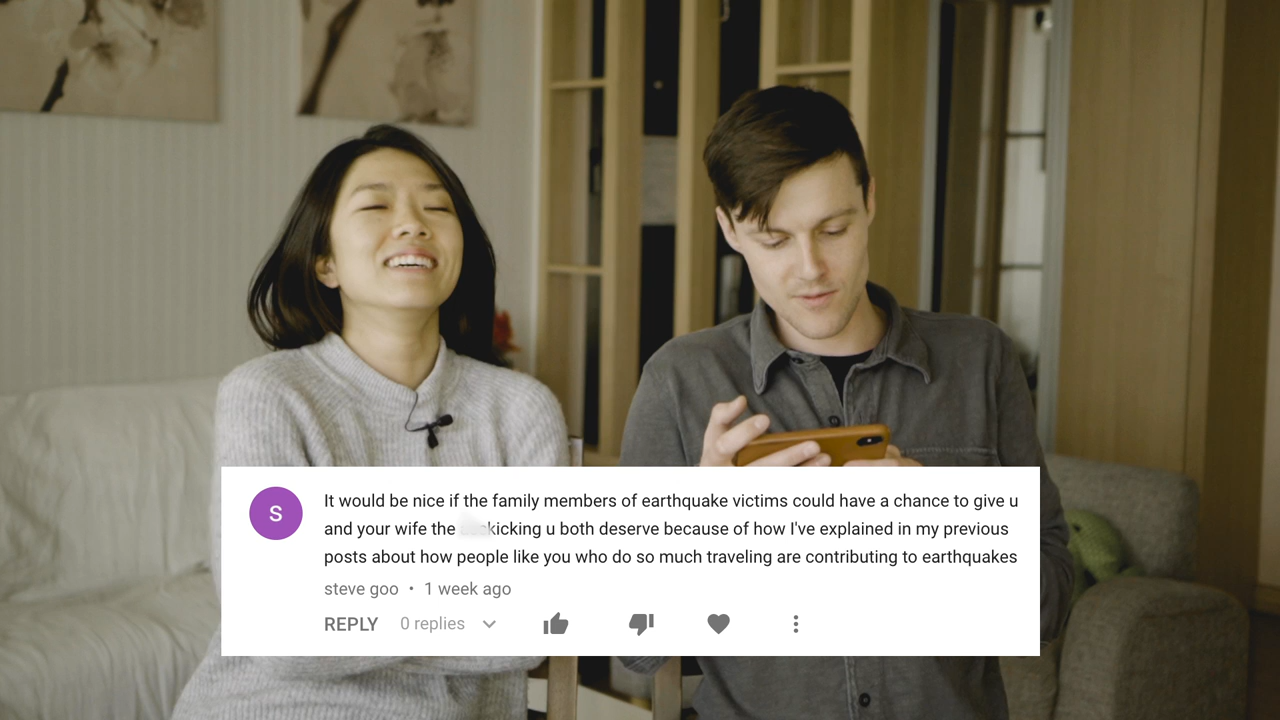 It would be nice if the family members of earthquake victims could have a chance to give u
and your wife the kicking u both deserve because of how I've explained in my previous
posts about how people like you who do so much traveling are contributing to earthquakes
S
steve goo • 1 week ago
REPLY 0 replies